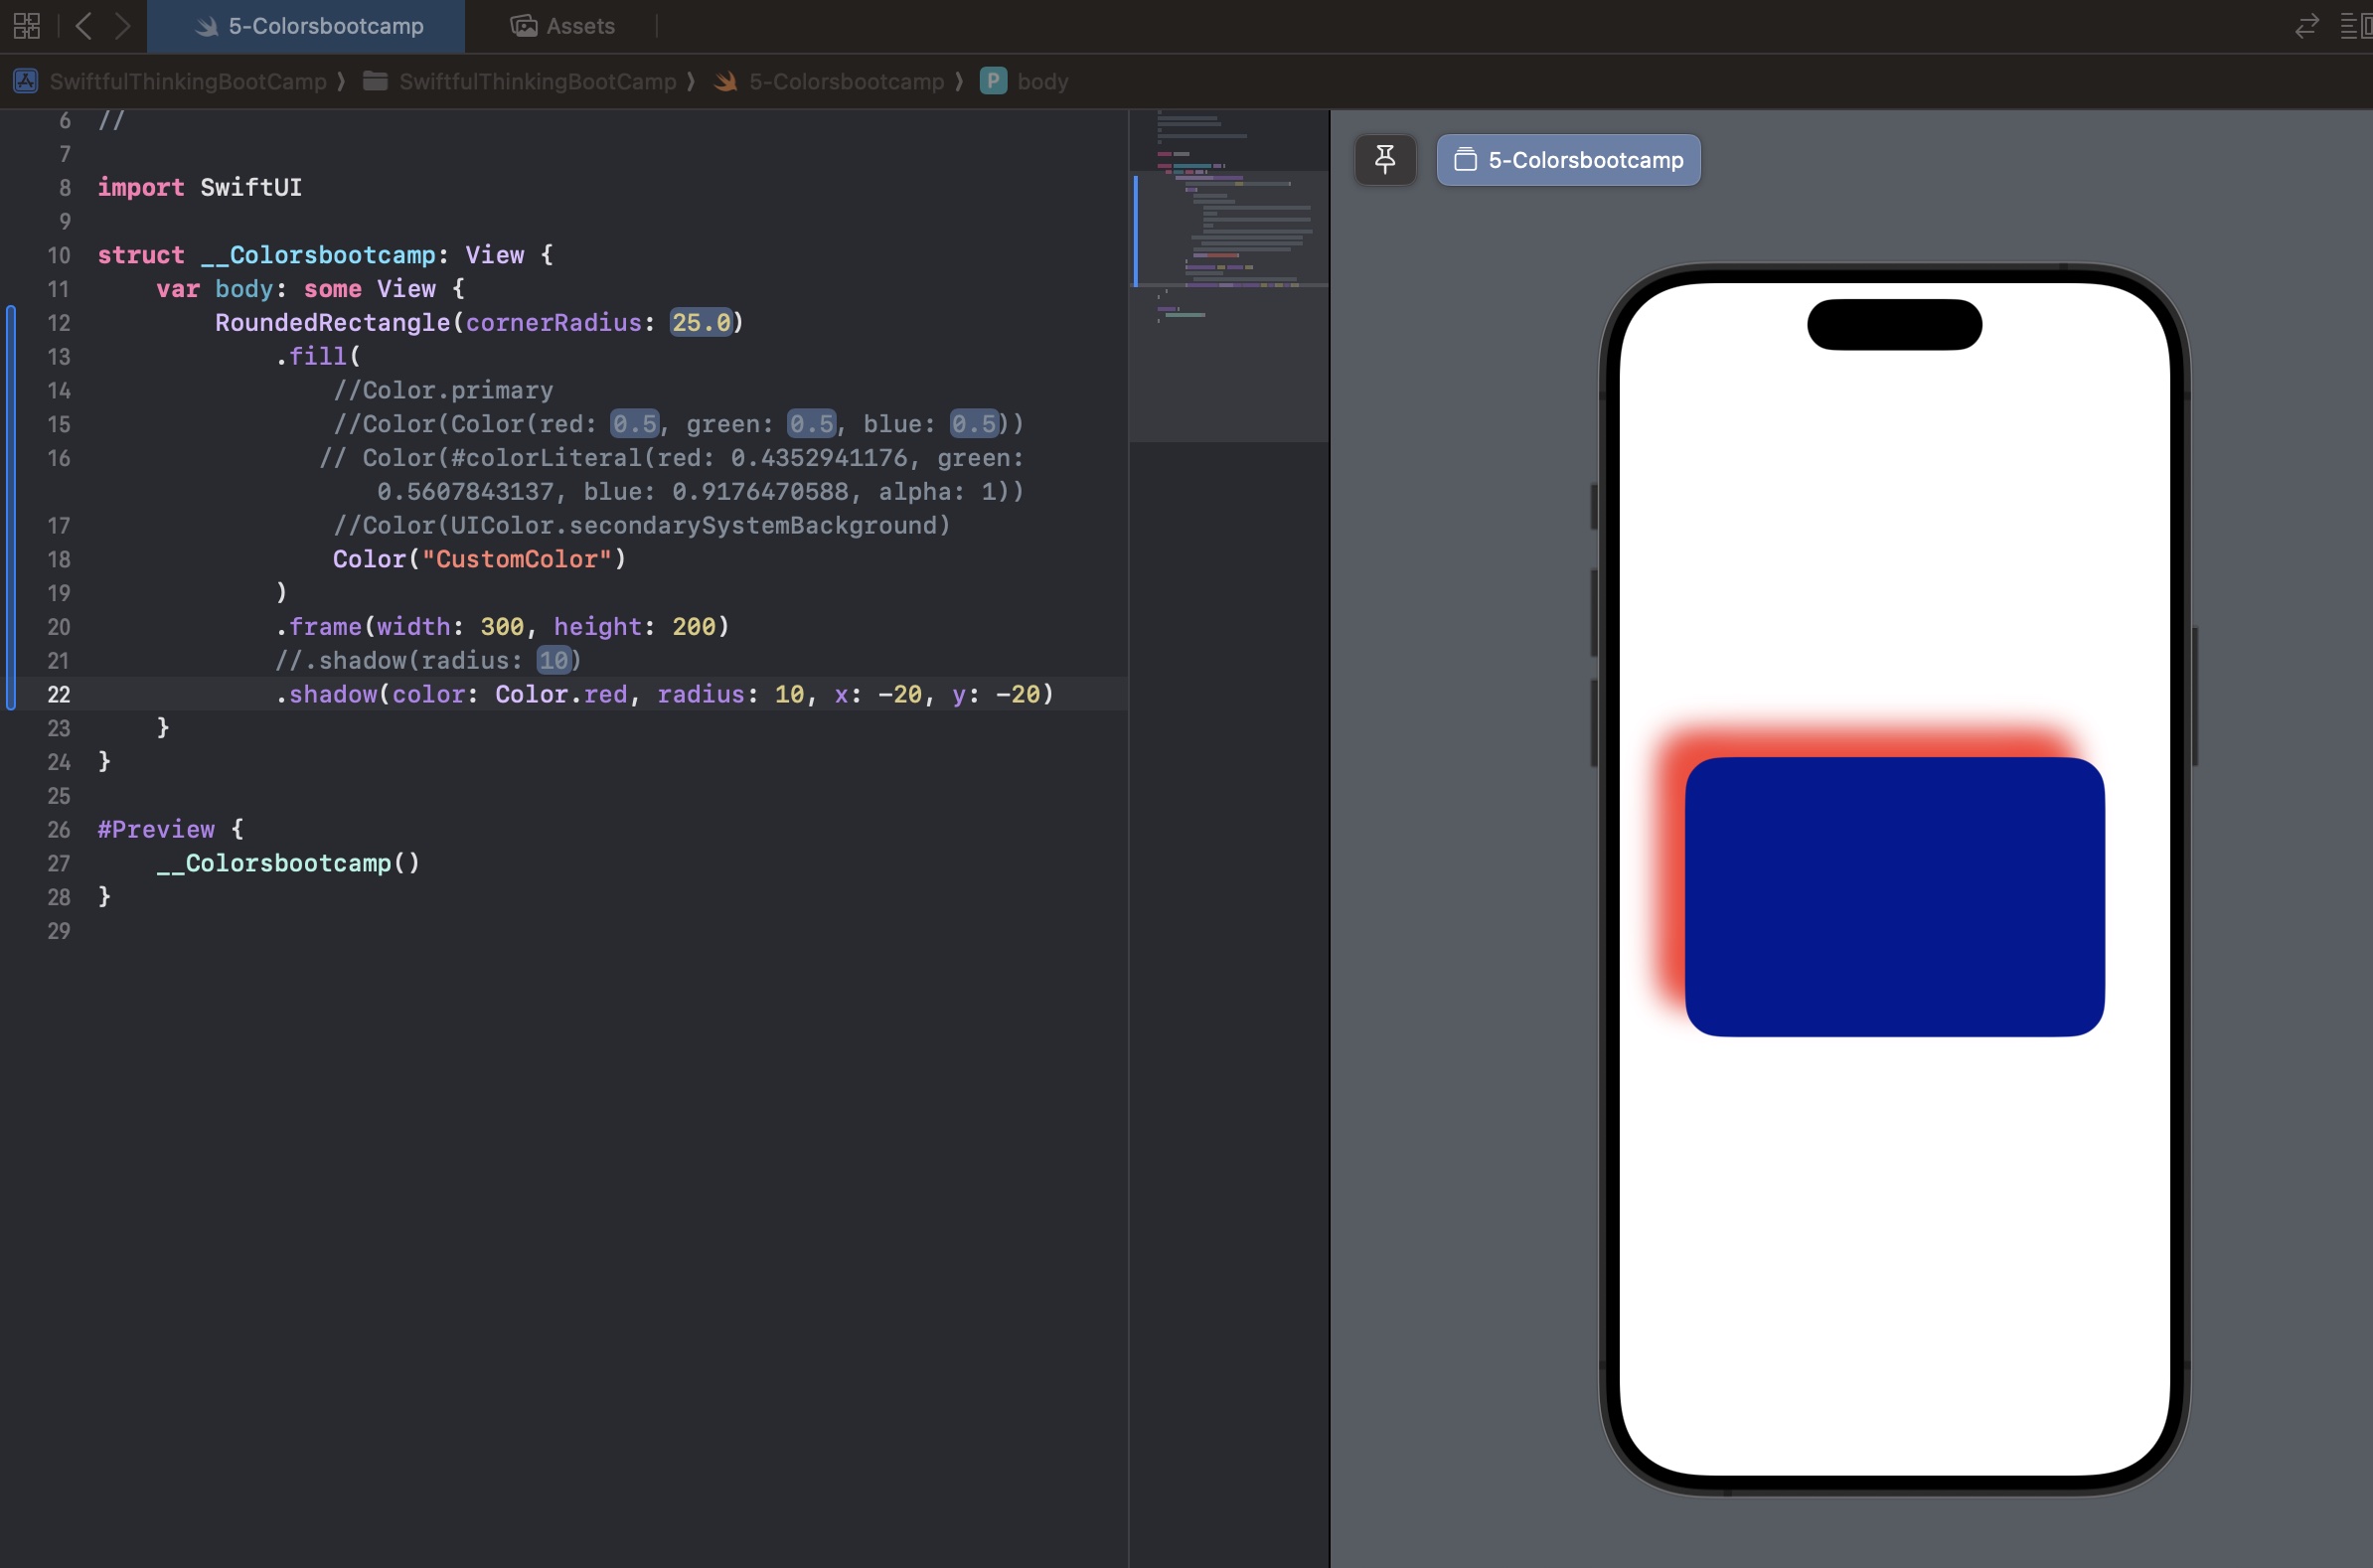 5-Colorsbootcamp
Assets
SwiftfulThinkingBootCamp ⟩ SwiftfulThinkingBootCamp ⟩ 5-Colorsbootcamp ⟩ P body
6 //
7
8 import SwiftUI
9
10 struct __Colorsbootcamp: View {
11     var body: some View {
12         RoundedRectangle(cornerRadius: 25.0)
13             .fill(
14                 //Color.primary
15                 //Color(Color(red: 0.5, green: 0.5, blue: 0.5))
16                // Color(#colorLiteral(red: 0.4352941176, green:
                   0.5607843137, blue: 0.9176470588, alpha: 1))
17                 //Color(UIColor.secondarySystemBackground)
18                 Color("CustomColor")
19             )
20             .frame(width: 300, height: 200)
21             //.shadow(radius: 10)
22             .shadow(color: Color.red, radius: 10, x: -20, y: -20)
23     }
24 }
25
26 #Preview {
27     __Colorsbootcamp()
28 }
29
5-Colorsbootcamp